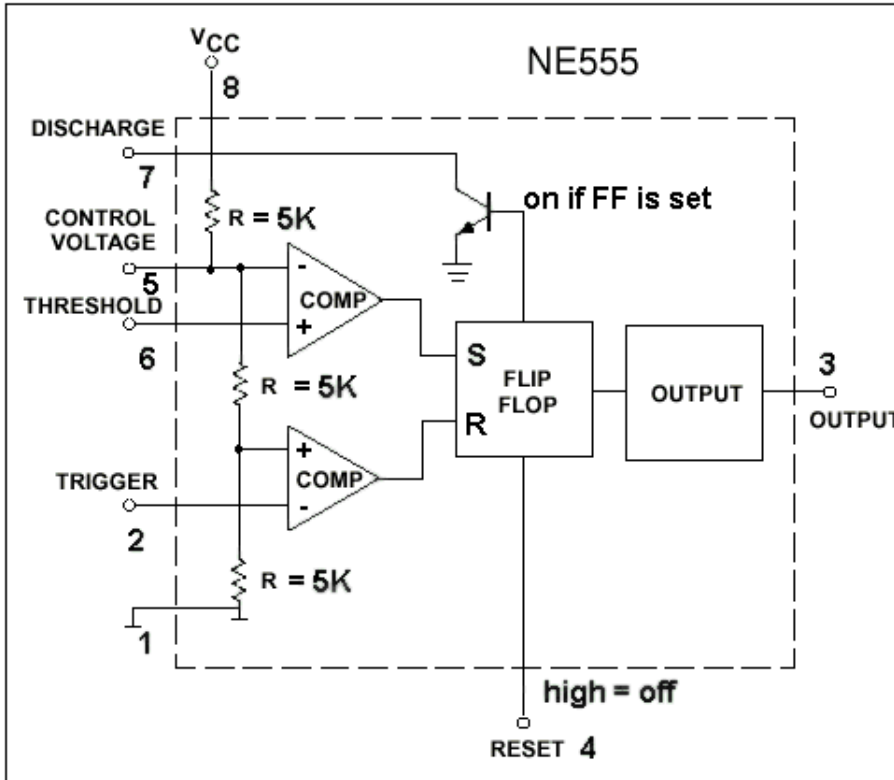 NE555
VCC
8
DISCHARGE
7
on if FF is set
R = 5K
CONTROL
VOLTAGE
5
-
COMP
+
THRESHOLD
6
S
R
FLIP
FLOP
OUTPUT
3
OUTPUT
R = 5K
+
COMP
-
TRIGGER
2
R = 5K
1
high = off
RESET 4